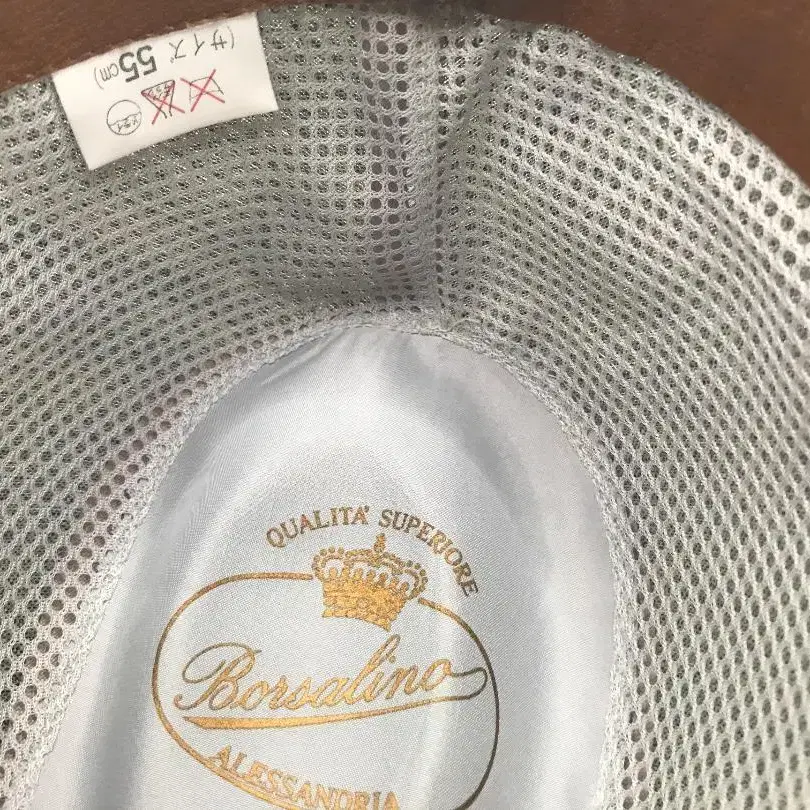 (サイズ 55cm)
QUALITA' SUPERIORE
Borsalino
ALESSANDRIA